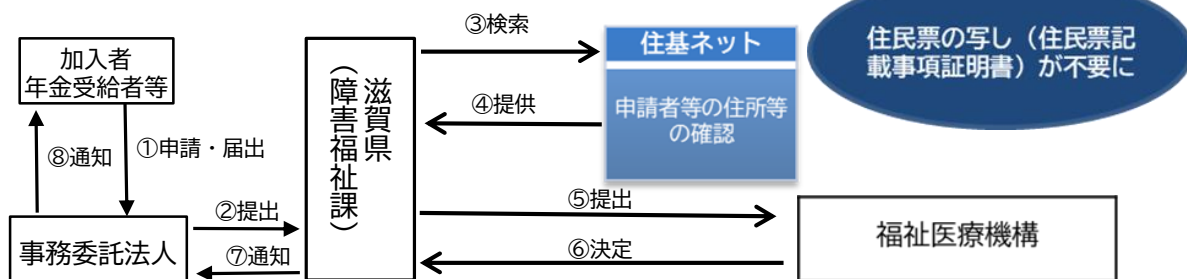 加入者
年金受給者等
①申請・届出
⑧通知
事務委託法人
②提出
⑦通知
滋賀県
（障害福祉課）
③検索
④提供
住基ネット
申請者等の住所等
の確認
住民票の写し（住民票記
載事項証明書）が不要に
⑤提出
⑥決定
福祉医療機構